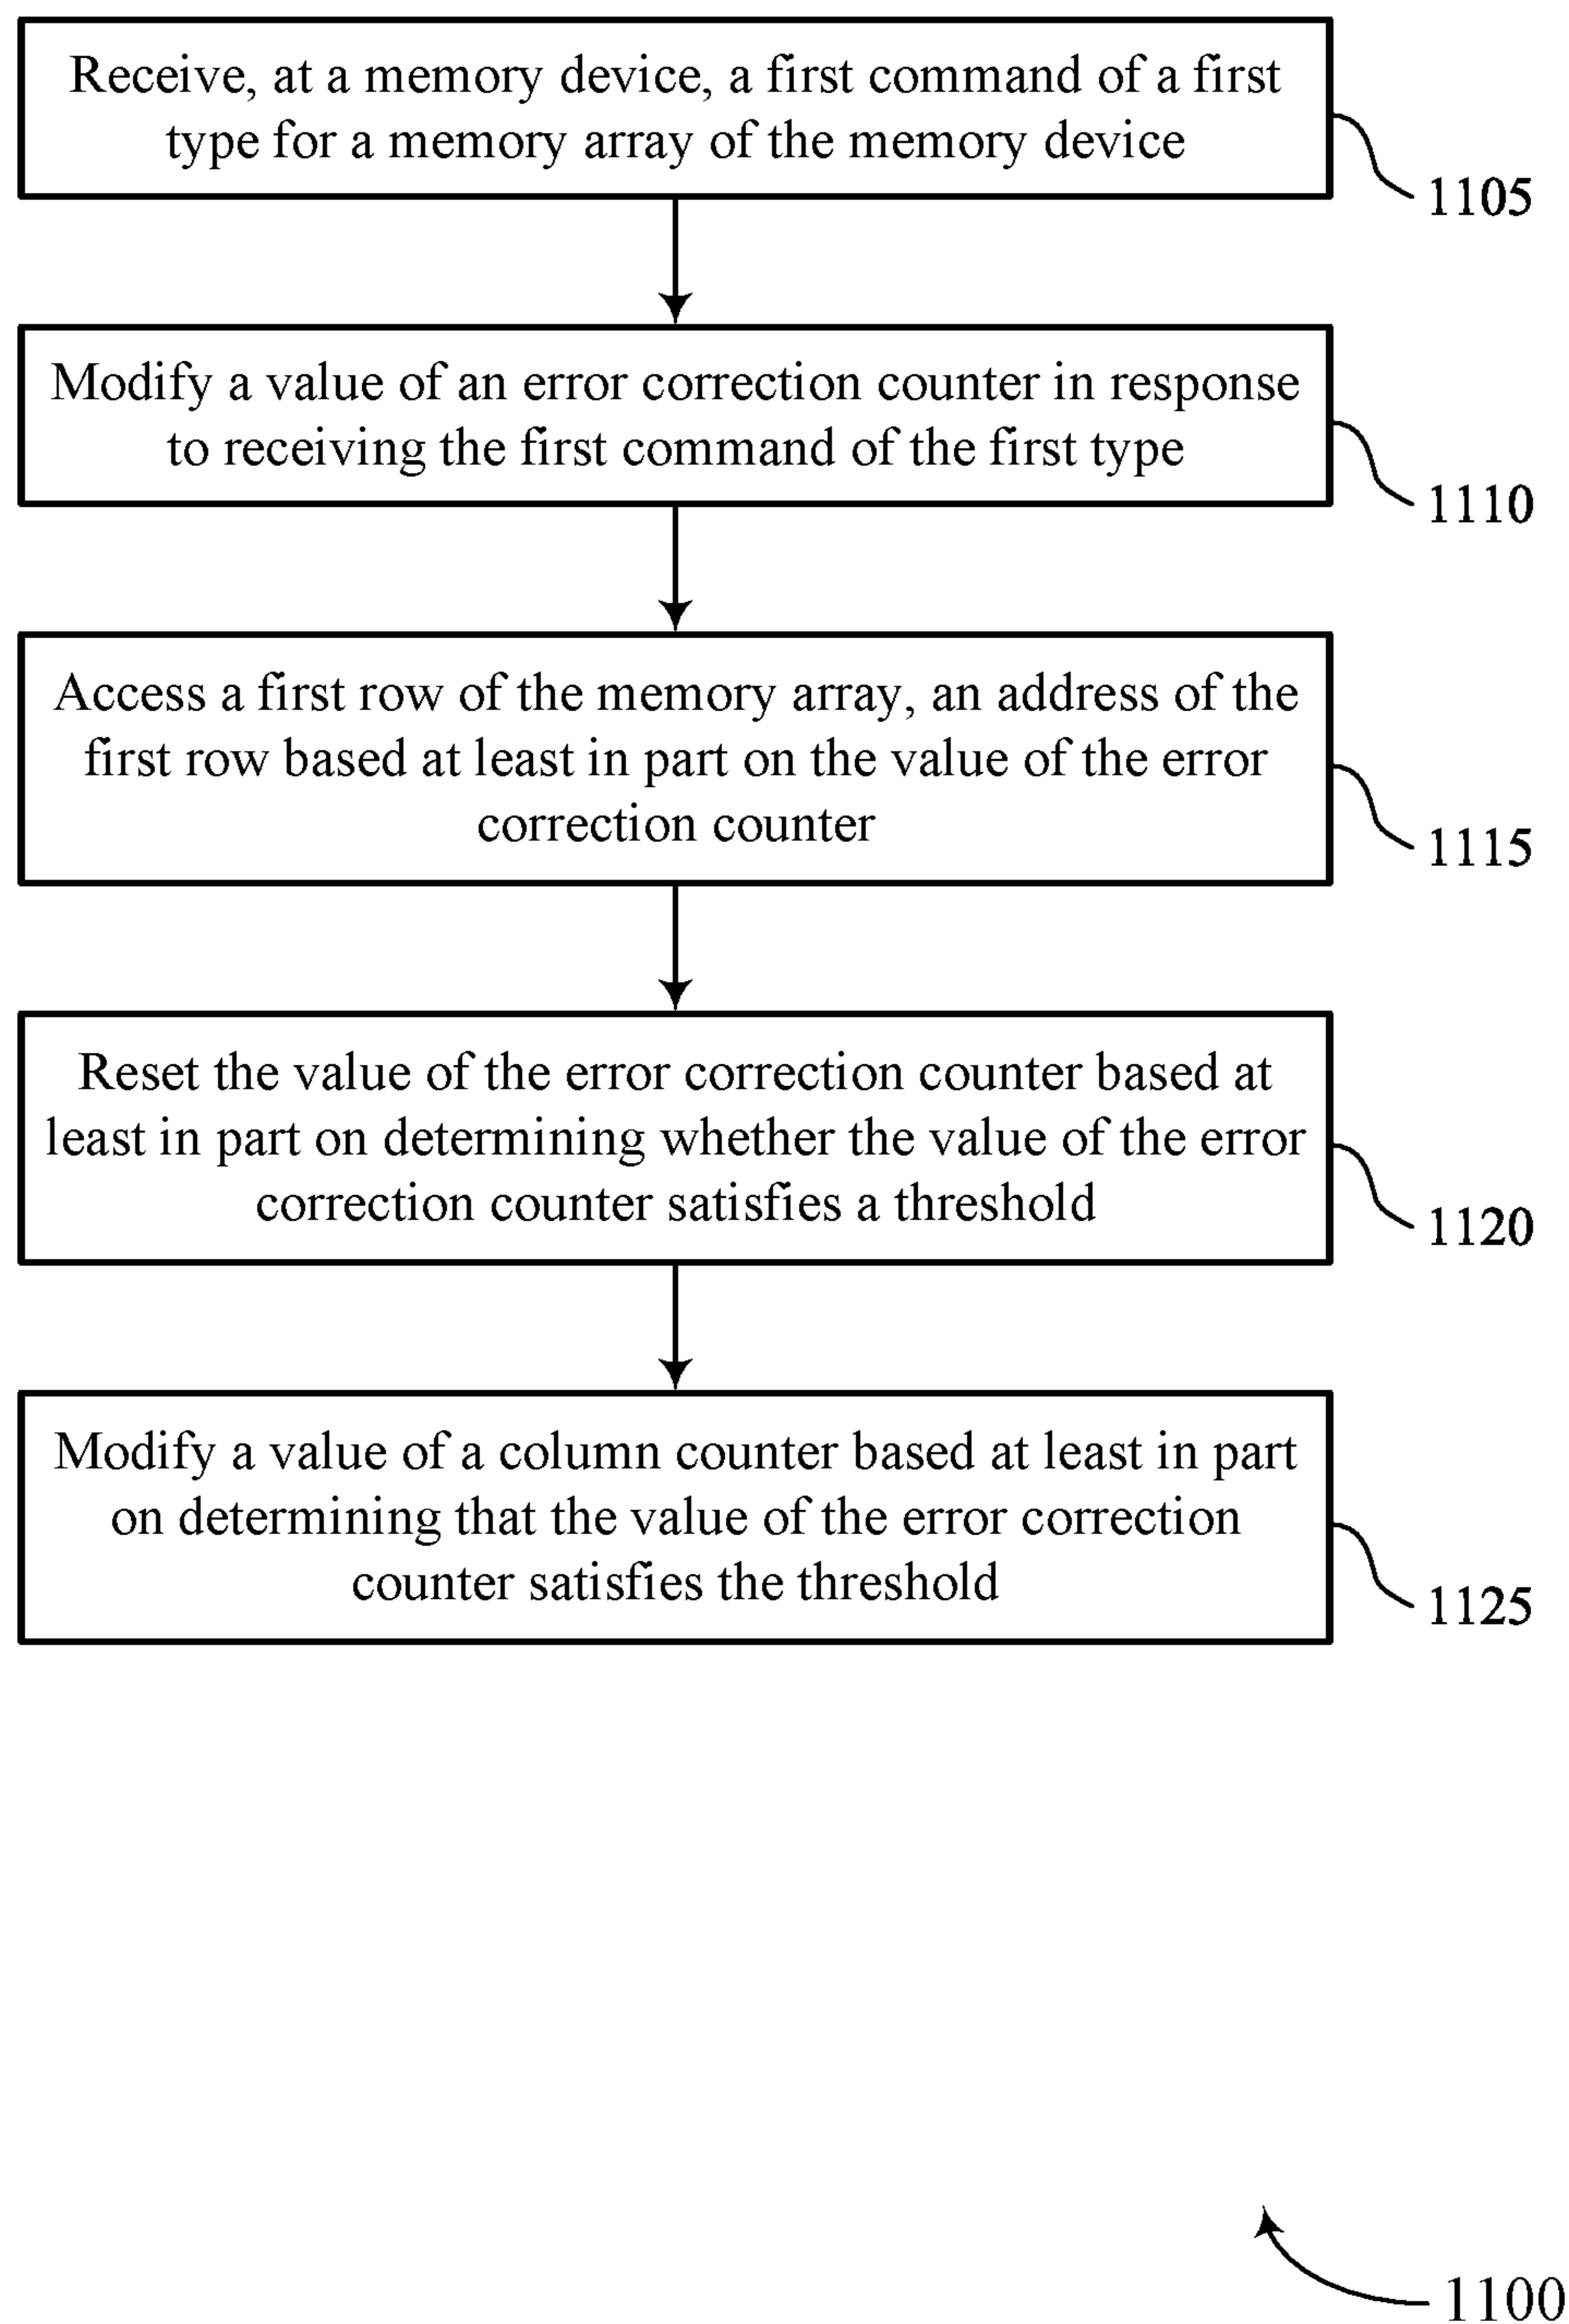 Receive, at a memory device, a first command of a first
type for a memory array of the memory device
1105
Modify a value of an error correction counter in response
to receiving the first command of the first type
1110
Access a first row of the memory array, an address of the
first row based at least in part on the value of the error
correction counter
1115
Reset the value of the error correction counter based at
least in part on determining whether the value of the error
correction counter satisfies a threshold
1120
Modify a value of a column counter based at least in part
on determining that the value of the error correction
counter satisfies the threshold
1125
1100